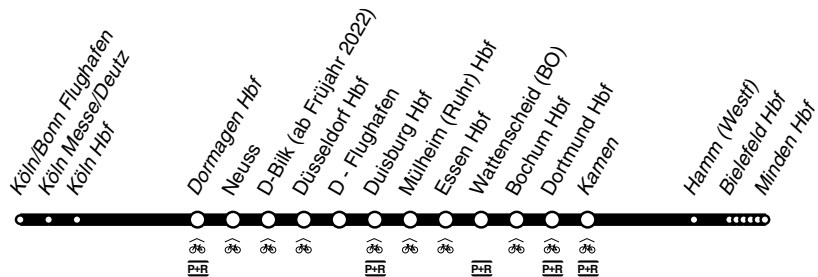 Köln/Bonn Flughafen
Köln Messe/Deutz
Köln Hbf
Dormagen Hbf
Neuss
D-Bilk (ab Früjahr 2022)
Düsseldorf Hbf
D - Flughafen
Duisburg Hbf
Mülheim (Ruhr) Hbf
Essen Hbf
Wattenscheid (BO)
Bochum Hbf
Dortmund Hbf
Kamen
Hamm (Westf)
Bielefeld Hbf
Minden Hbf
P+R P+R P+R P+R P+R